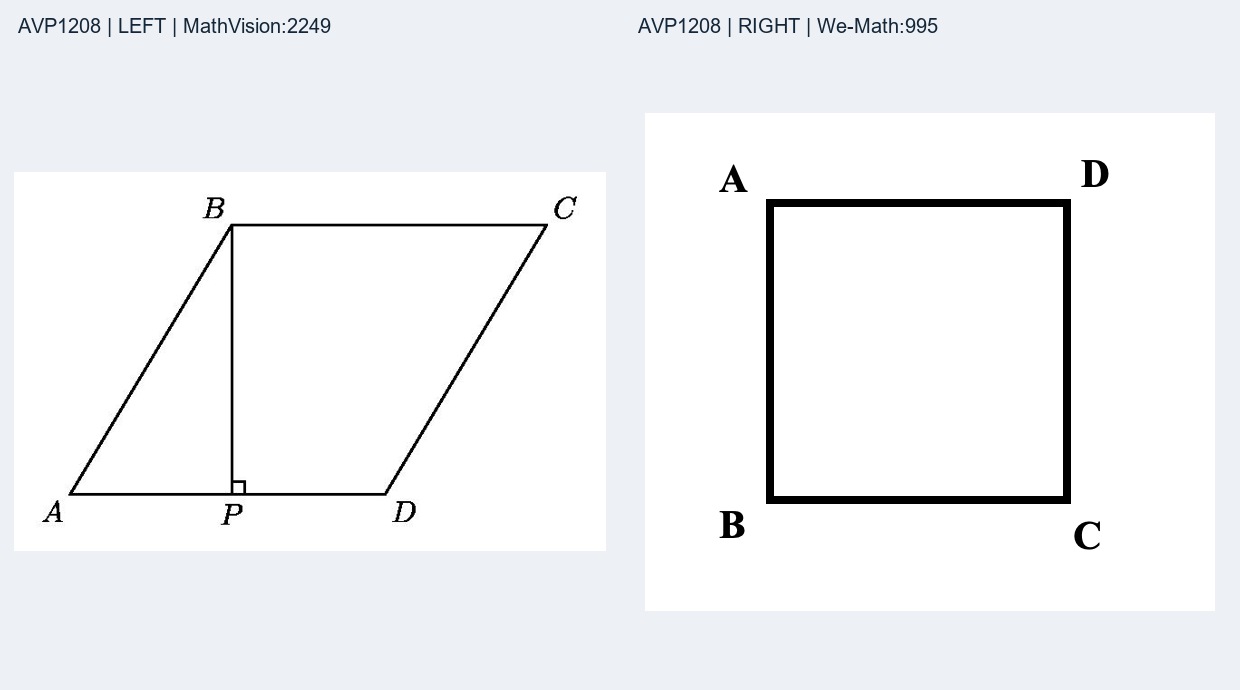 AVP1208 | LEFT | MathVision:2249
AVP1208 | RIGHT | We-Math:995
B C
A P D
A D
B C